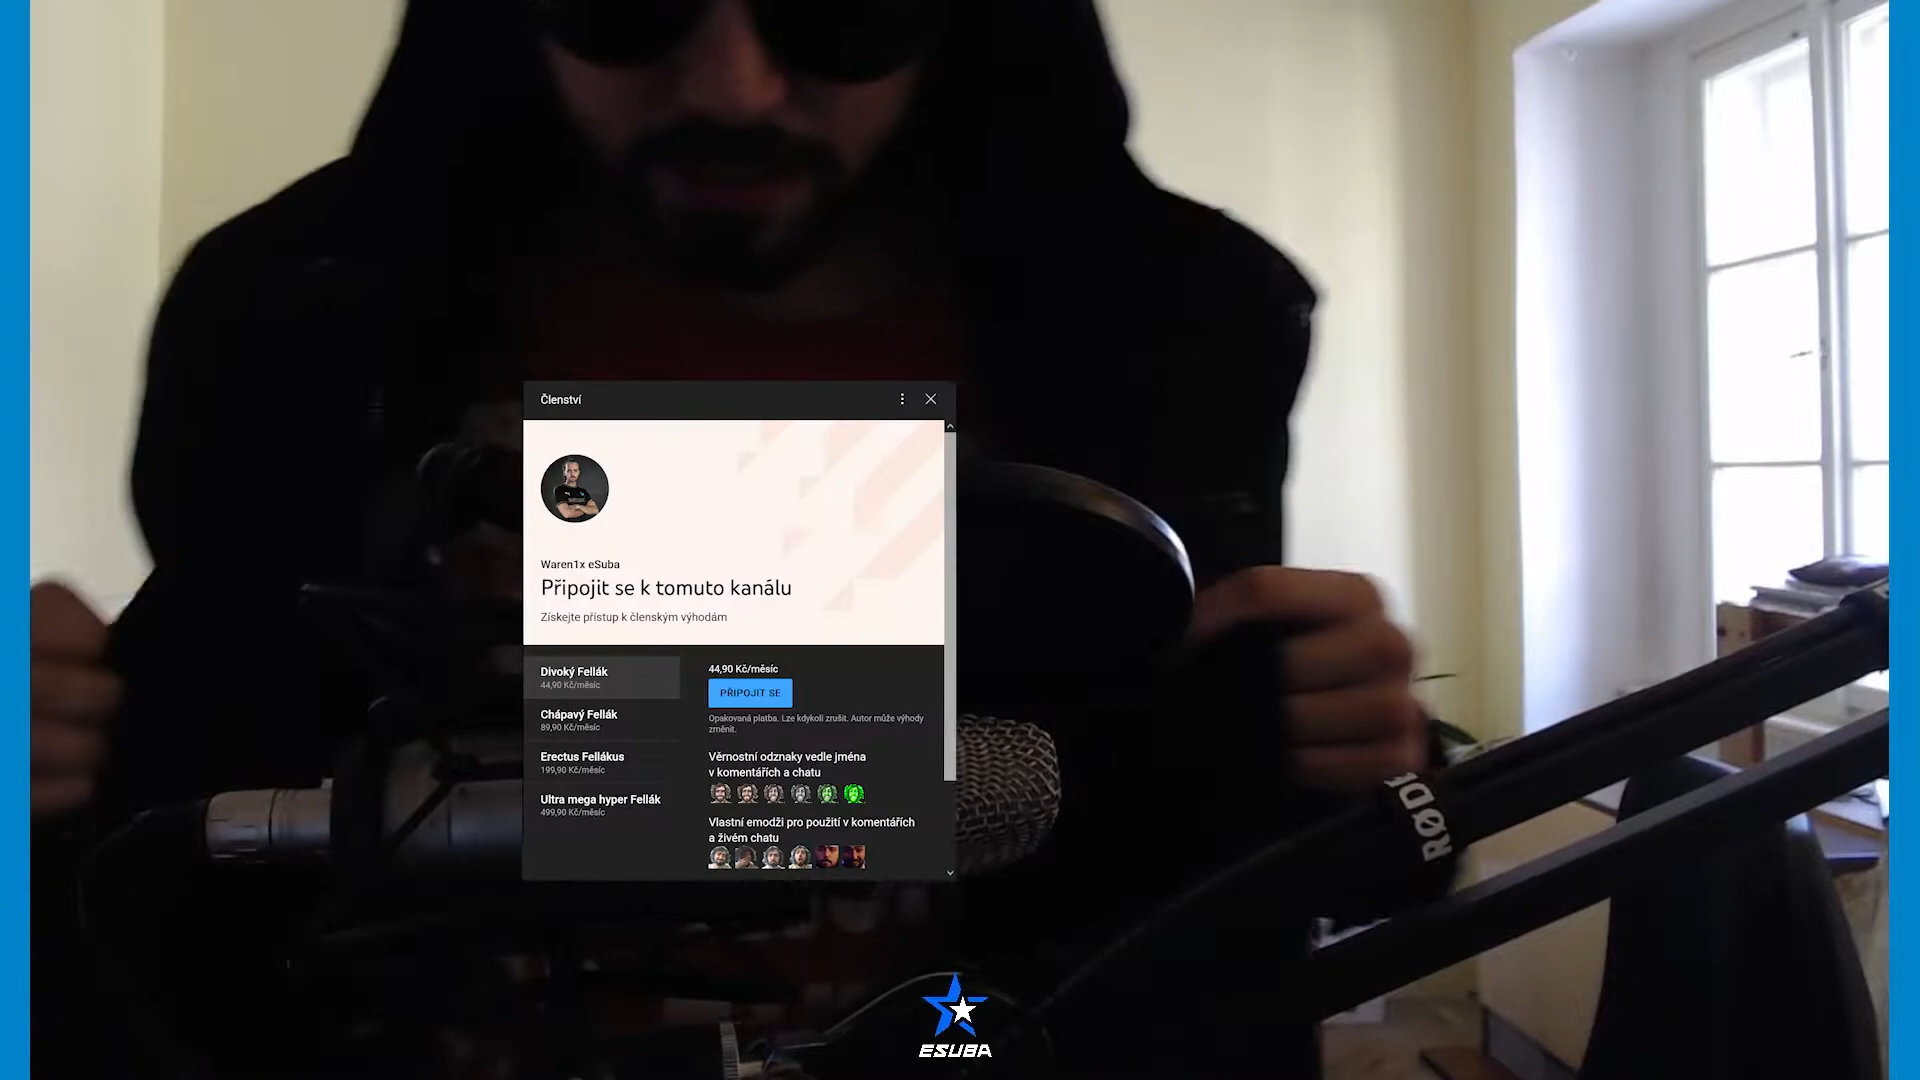 Členství
Waren1x eSuba
Připojit se k tomuto kanálu
Získejte přístup k členským výhodám
Divoký Fellák
44,90 Kč/měsíc
Chápavý Fellák
89,90 Kč/měsíc
Erectus Fellákus
199,90 Kč/měsíc
Ultra mega hyper Fellák
499,90 Kč/měsíc
44,90 Kč/měsíc
PŘIPOJIT SE
Opakovaná platba. Lze kdykoli zrušit. Autor může výhody
změnit.
Věrnostní odznaky vedle jména
v komentářích a chatu
Vlastní emodži pro použití v komentářích
a živém chatu
RØDE
ESUBA